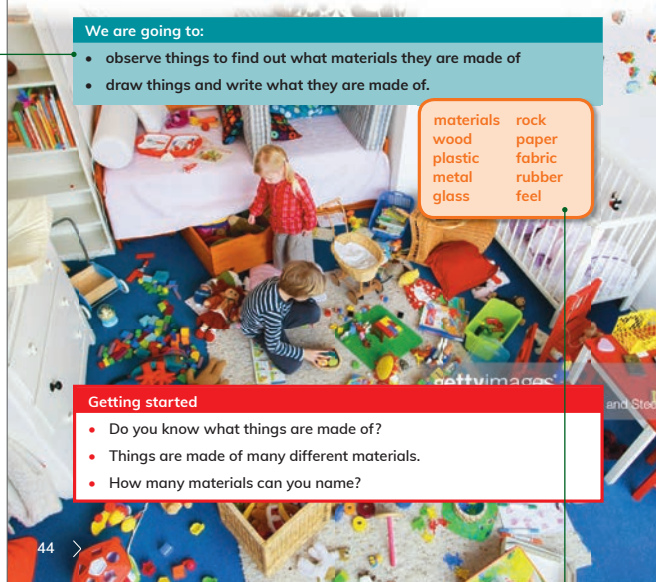 We are going to:
• observe things to find out what materials they are made of
• draw things and write what they are made of.
materials rock
wood paper
plastic fabric
metal rubber
glass feel
gettyimages
and Stee
Getting started
• Do you know what things are made of?
• Things are made of many different materials.
• How many materials can you name?
44